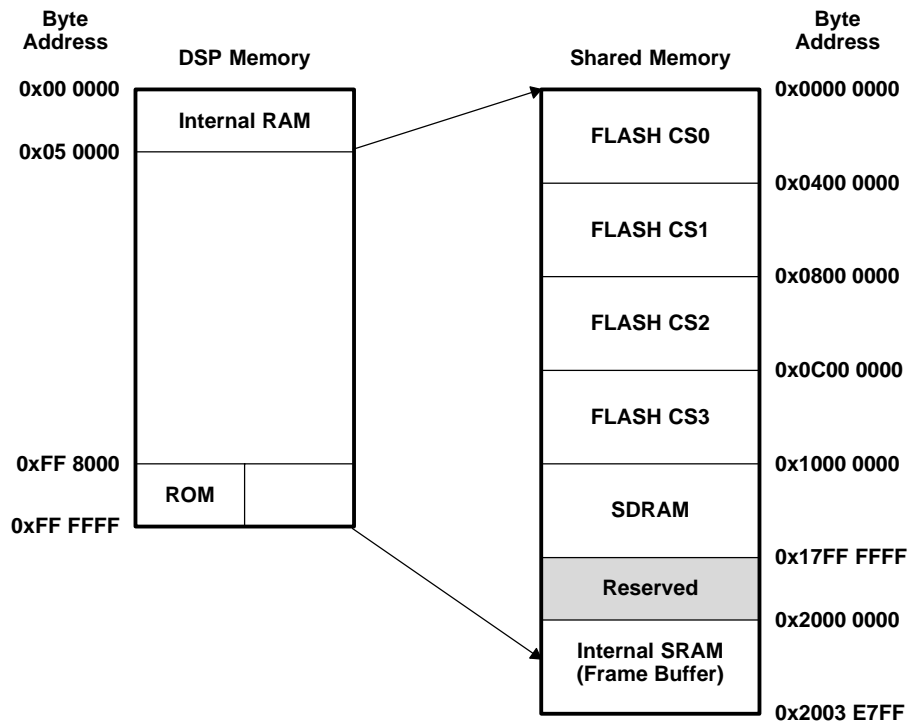 Byte
Address
DSP Memory
0x00 0000
Internal RAM
0x05 0000
0xFF 8000
ROM
0xFF FFFF
Shared Memory
Byte
Address
0x0000 0000
FLASH CS0
0x0400 0000
FLASH CS1
0x0800 0000
FLASH CS2
0x0C00 0000
FLASH CS3
0x1000 0000
SDRAM
0x17FF FFFF
Reserved
0x2000 0000
Internal SRAM
(Frame Buffer)
0x2003 E7FF